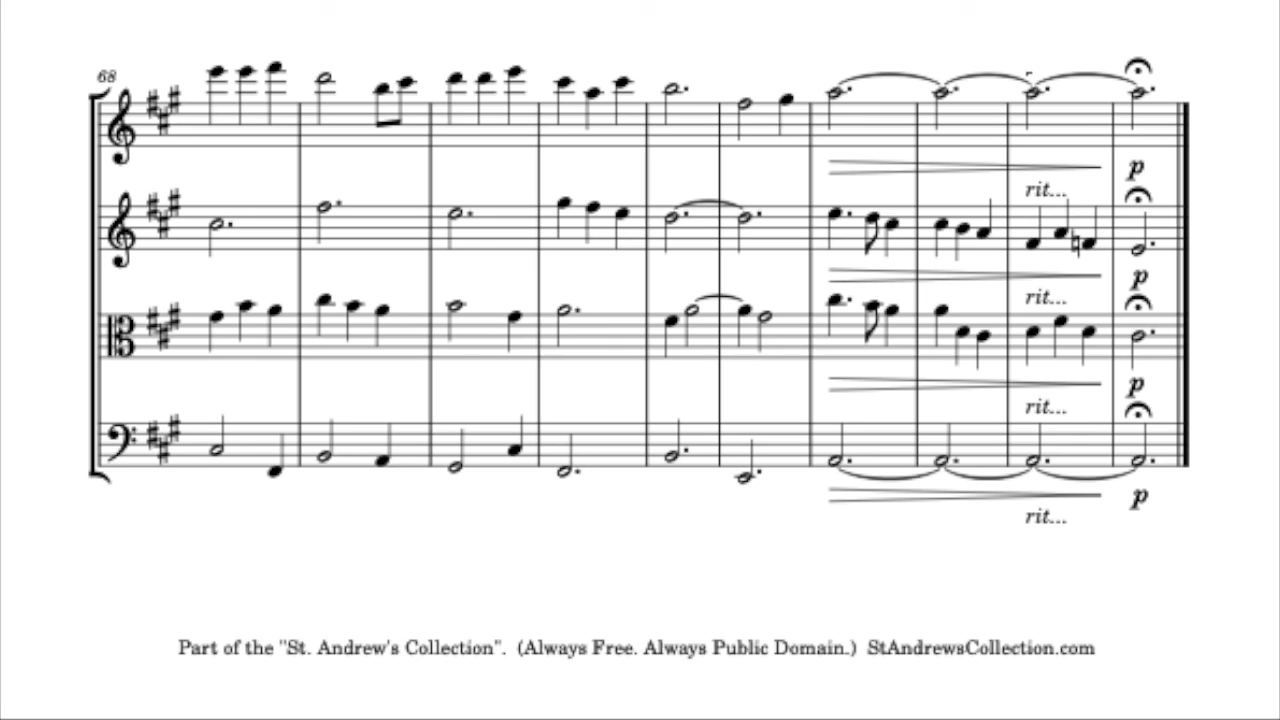 68
p
rit...
p
rit...
p
rit...
p
rit...
Part of the "St. Andrew's Collection". (Always Free. Always Public Domain.) StAndrewsCollection.com